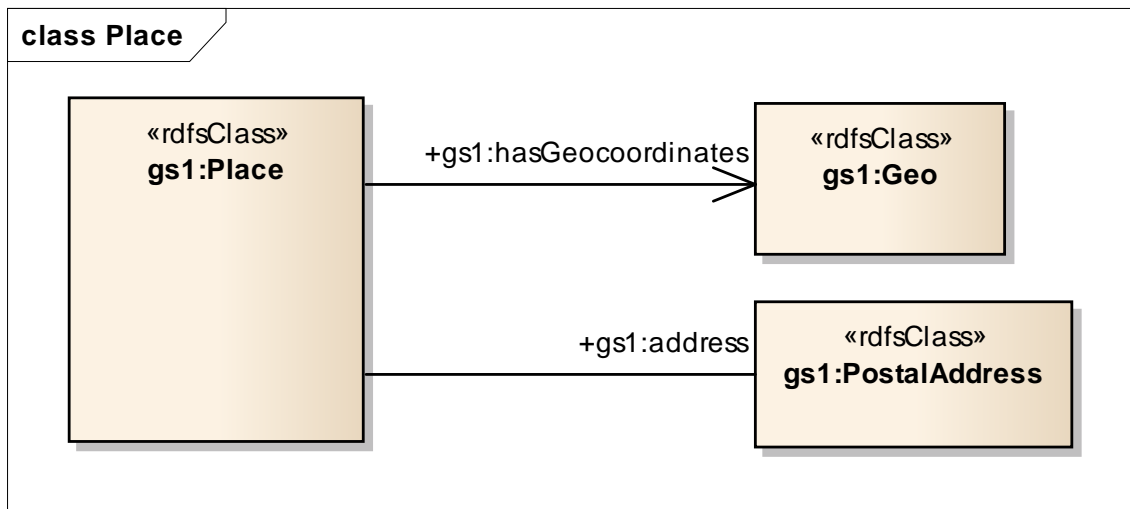 class Place
«rdfsClass»
gs1:Place
+gs1:hasGeocoordinates
«rdfsClass»
gs1:Geo
+gs1:address
«rdfsClass»
gs1:PostalAddress